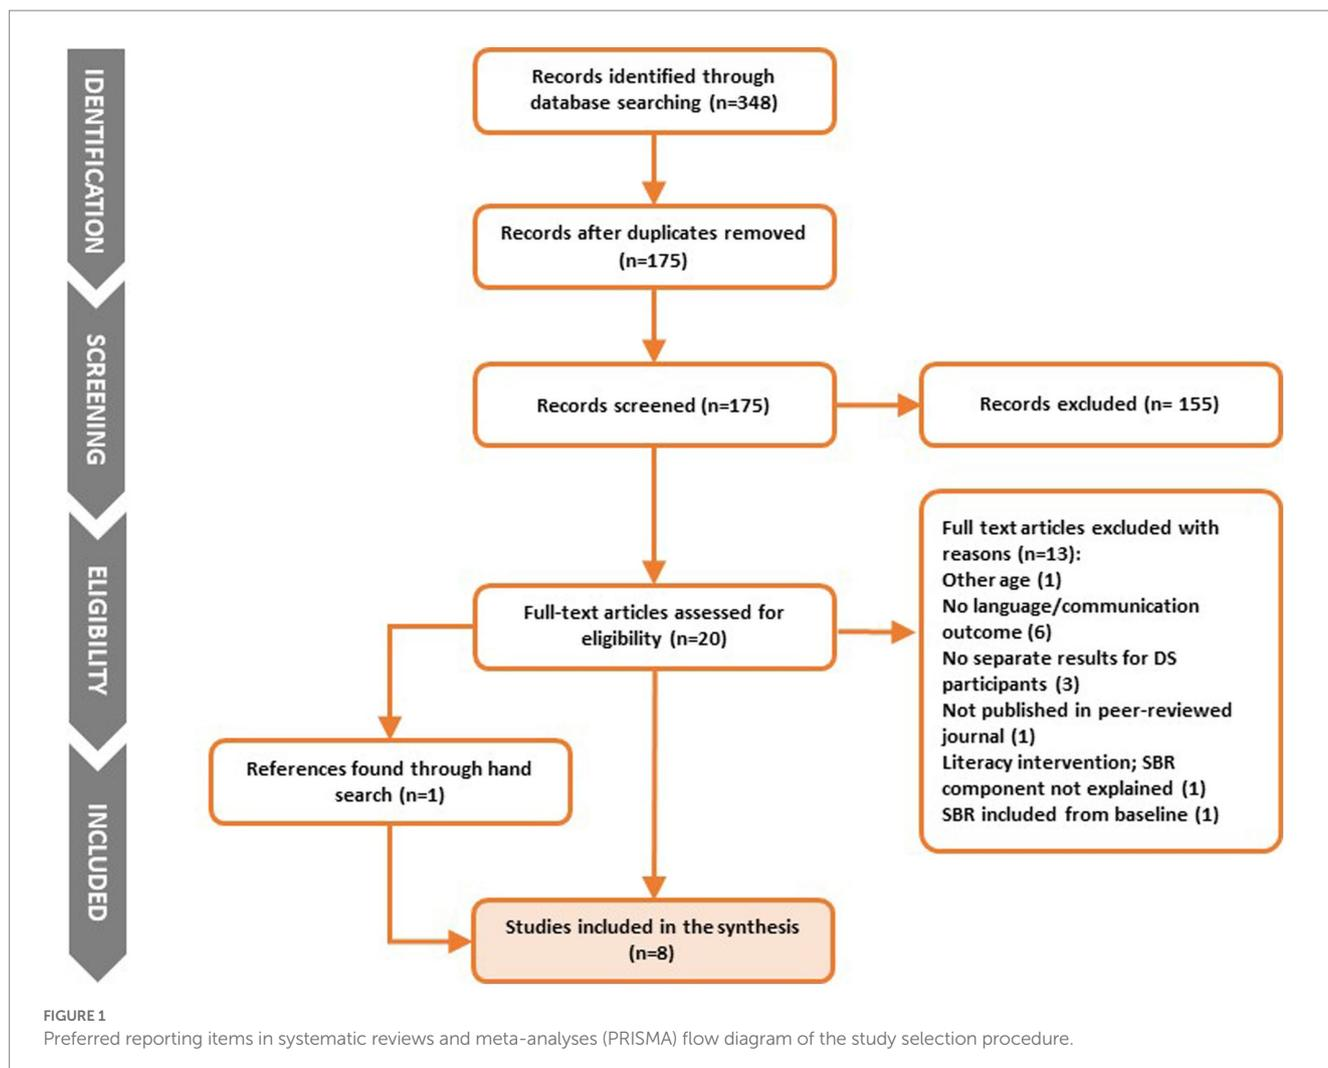 IDENTIFICATION
Records identified through
database searching (n=348)
Records after duplicates removed
(n=175)
SCREENING
Records screened (n=175)
Records excluded (n= 155)
ELIGIBILITY
Full-text articles assessed for
eligibility (n=20)
Full text articles excluded with
reasons (n=13):
Other age (1)
No language/communication
outcome (6)
No separate results for DS
participants (3)
Not published in peer-reviewed
journal (1)
Literacy intervention; SBR
component not explained (1)
SBR included from baseline (1)
References found through hand
search (n=1)
INCLUDED
Studies included in the synthesis
(n=8)
FIGURE 1
Preferred reporting items in systematic reviews and meta-analyses (PRISMA) flow diagram of the study selection procedure.